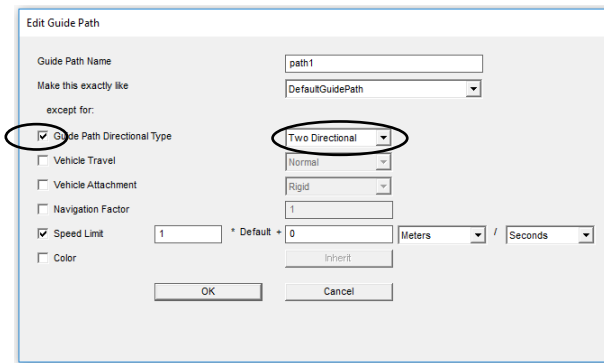 Edit Guide Path
Guide Path Name path1
Make this exactly like DefaultGuidePath
except for:
Guide Path Directional Type Two Directional
Vehicle Travel Normal
Vehicle Attachment Rigid
Navigation Factor 1
Speed Limit 1 * Default + 0 Meters / Seconds
Color Inherit
OK Cancel